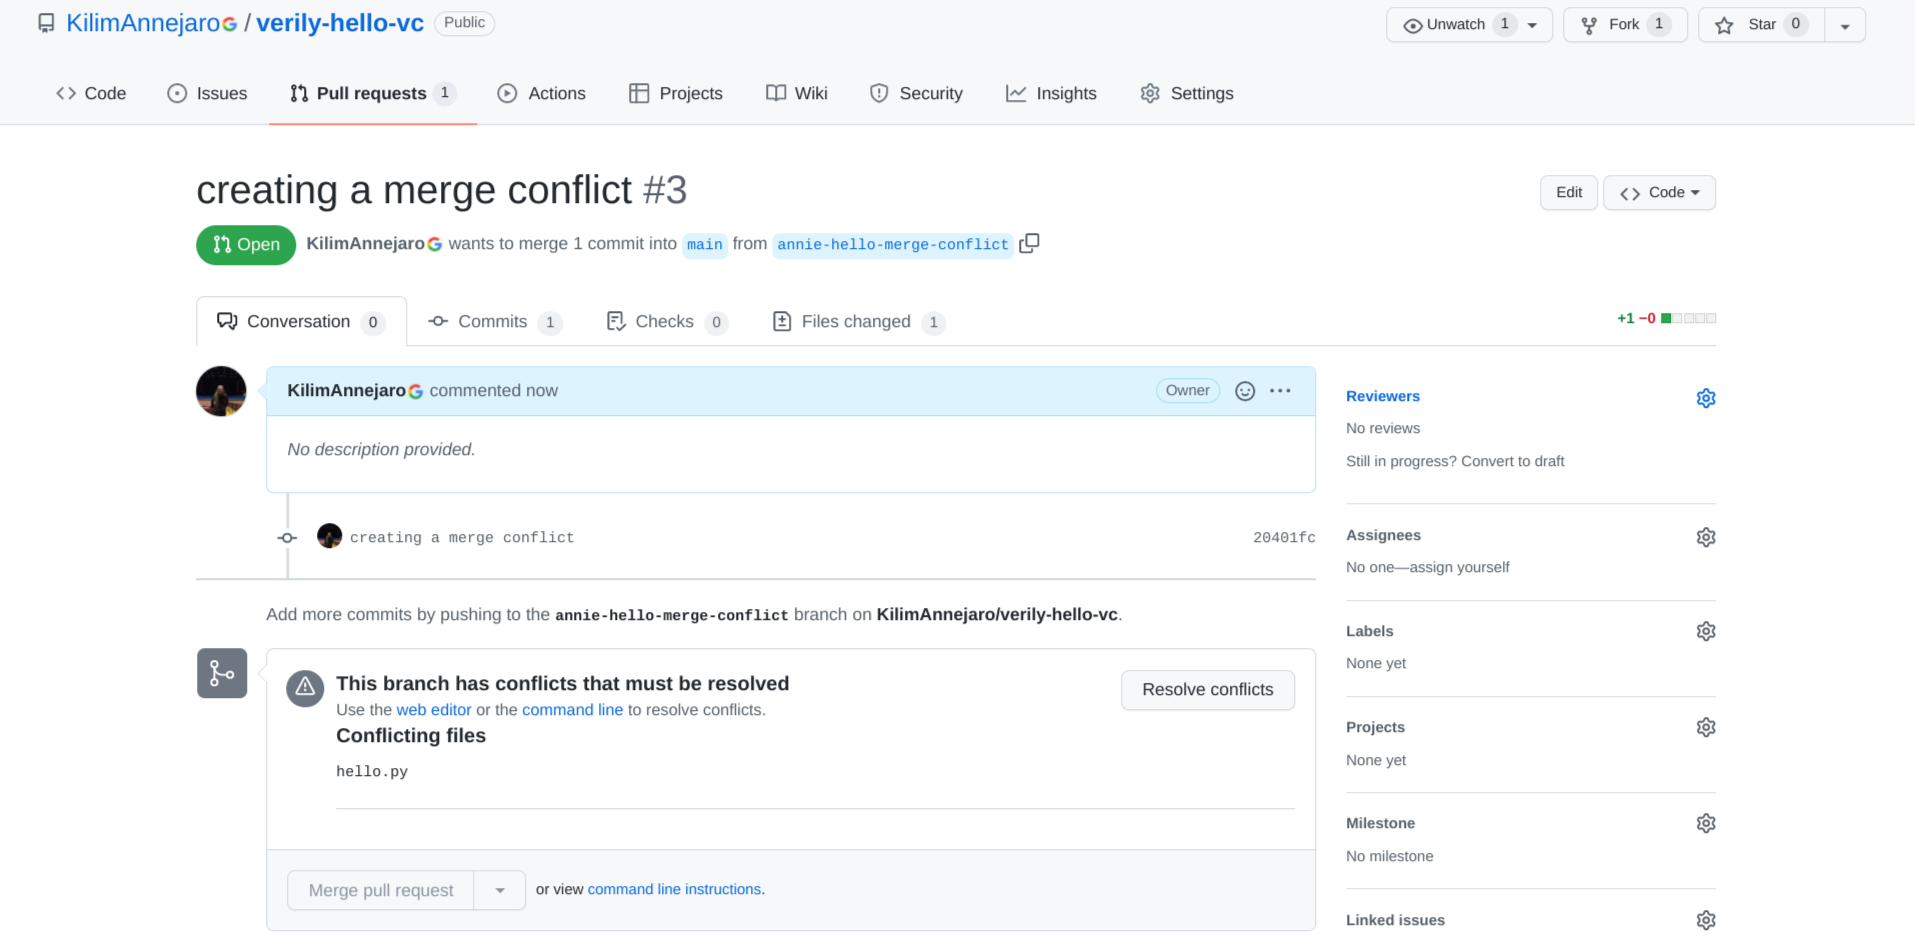 KilimAnnejaro / verily-hello-vc Public Unwatch 1 Fork 1 Star 0
Code Issues Pull requests 1 Actions Projects Wiki Security Insights Settings
creating a merge conflict #3 Edit Code
Open KilimAnnejaro wants to merge 1 commit into main from annie-hello-merge-conflict
Conversation 0 Commits 1 Checks 0 Files changed 1 +1 −0
KilimAnnejaro commented now Owner
No description provided.
creating a merge conflict 20401fc
Add more commits by pushing to the annie-hello-merge-conflict branch on KilimAnnejaro/verily-hello-vc.
This branch has conflicts that must be resolved
Use the web editor or the command line to resolve conflicts.
Resolve conflicts
Conflicting files
hello.py
Merge pull request or view command line instructions.
Reviewers
No reviews
Still in progress? Convert to draft
Assignees
No one—assign yourself
Labels
None yet
Projects
None yet
Milestone
No milestone
Linked issues